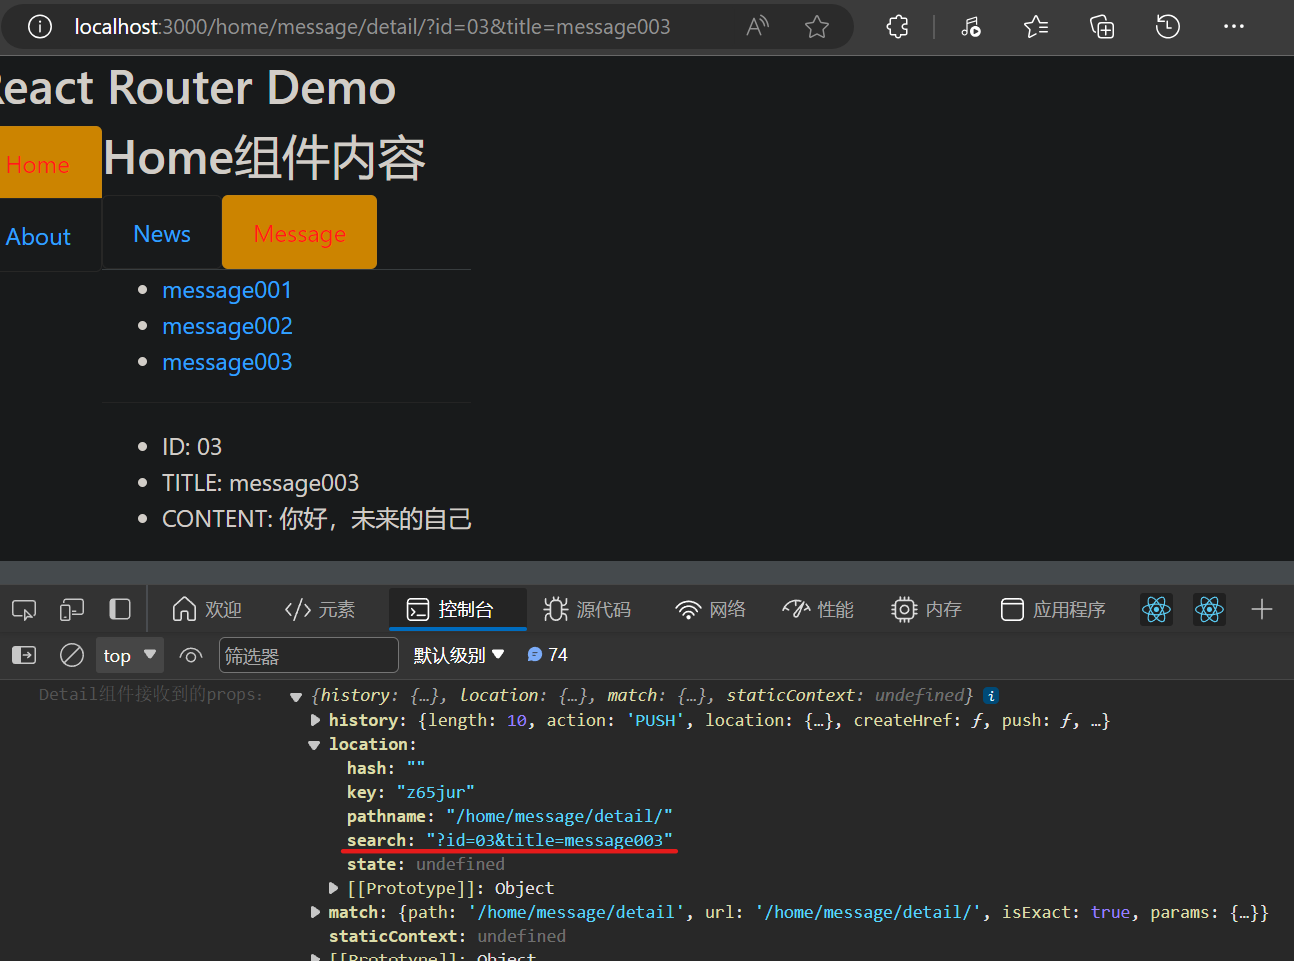 localhost:3000/home/message/detail/?id=03&title=message003
React Router Demo
Home
Home组件内容
About
News
Message
message001
message002
message003
ID: 03
TITLE: message003
CONTENT: 你好，未来的自己
欢迎 元素 控制台 源代码 网络 性能 内存 应用程序
top 筛选器 默认级别 74
Detail组件接收到的props: {history: {…}, location: {…}, match: {…}, staticContext: undefined} i
history: {length: 10, action: 'PUSH', location: {…}, createHref: ƒ, push: ƒ, …}
location:
hash: ""
key: "z65jur"
pathname: "/home/message/detail/"
search: "?id=03&title=message003"
state: undefined
[[Prototype]]: Object
match: {path: '/home/message/detail', url: '/home/message/detail/', isExact: true, params: {…}}
staticContext: undefined
[[Prototype]]: Object